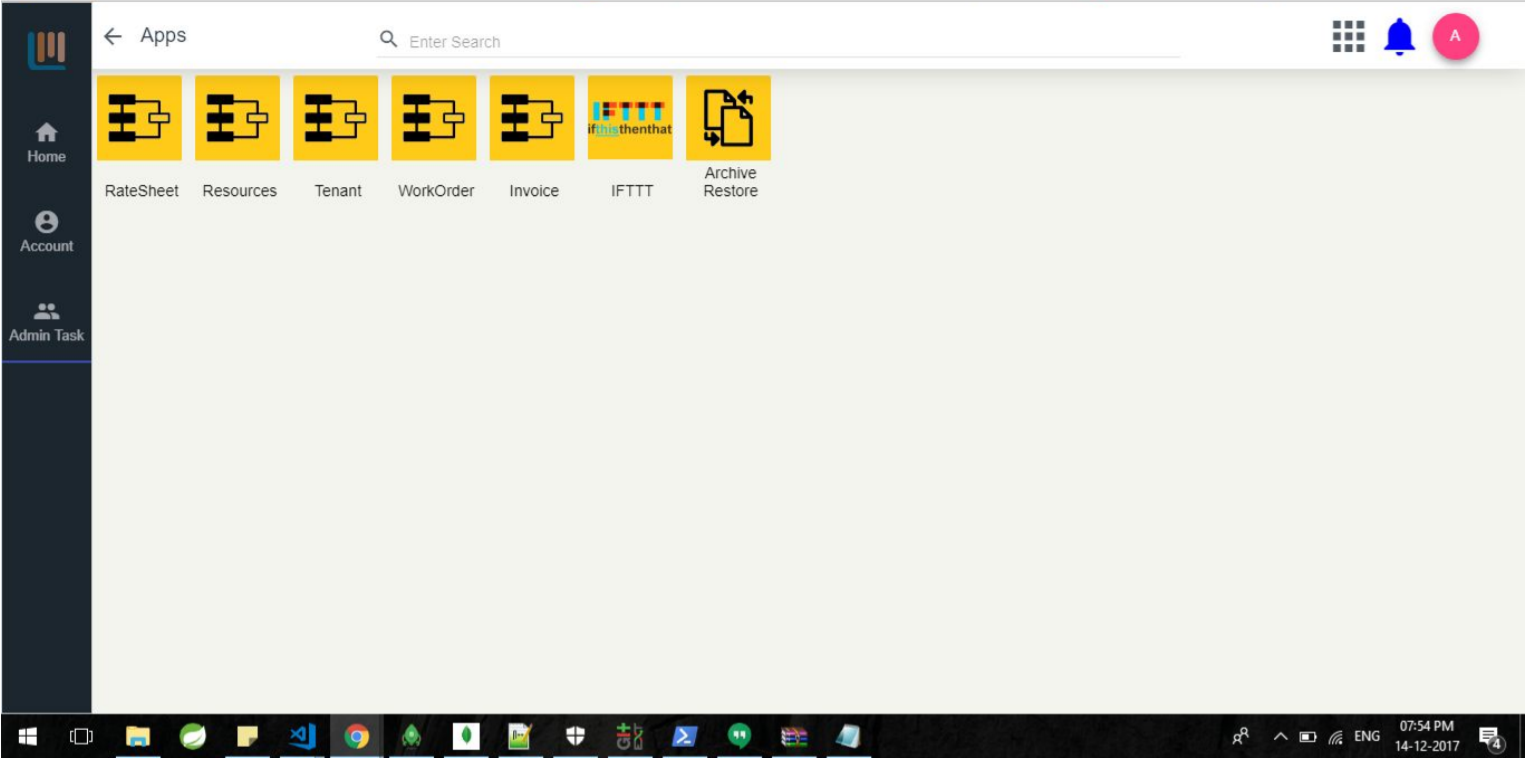 Apps
Enter Search
A
Home
Account
Admin Task
IFTTT
ifthisthenthat
RateSheet
Resources
Tenant
WorkOrder
Invoice
IFTTT
Archive
Restore
ENG
07:54 PM
14-12-2017
4